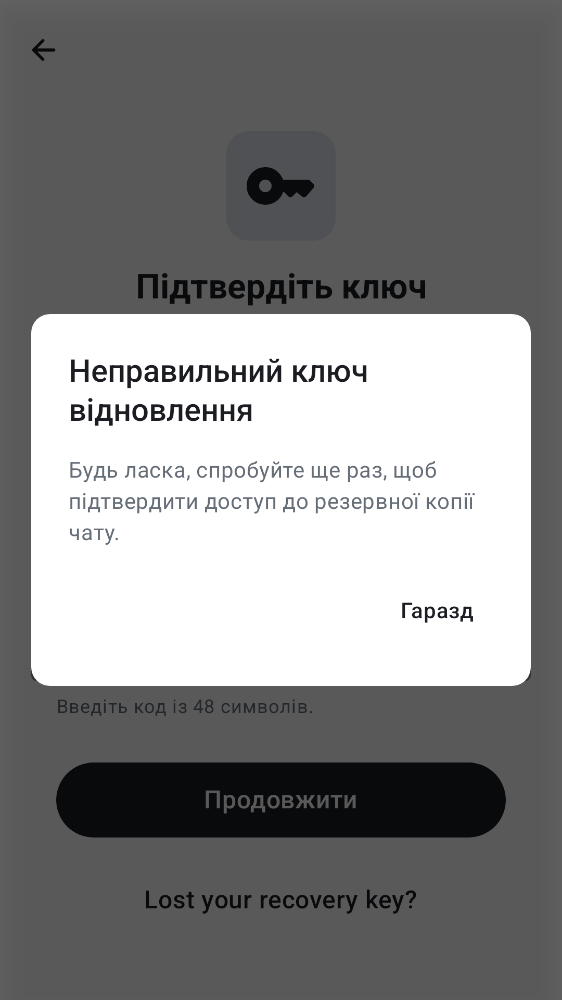 Підтвердіть ключ
Неправильний ключ
відновлення
Будь ласка, спробуйте ще раз, щоб
підтвердити доступ до резервної копії
чату.
Гаразд
Введіть код із 48 символів.
Продовжити
Lost your recovery key?